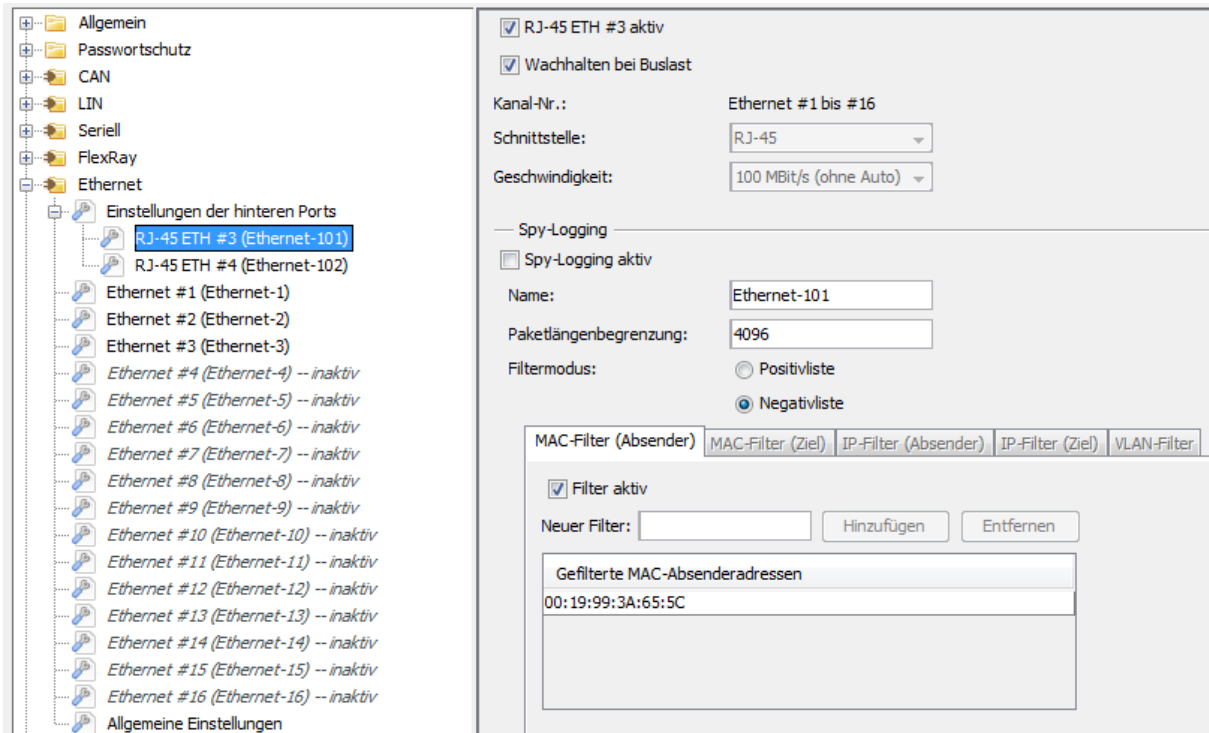 Allgemein
Passwortschutz
CAN
LIN
Seriell
FlexRay
Ethernet
Einstellungen der hinteren Ports
RJ-45 ETH #3 (Ethernet-101)
RJ-45 ETH #4 (Ethernet-102)
Ethernet #1 (Ethernet-1)
Ethernet #2 (Ethernet-2)
Ethernet #3 (Ethernet-3)
Ethernet #4 (Ethernet-4) -- inaktiv
Ethernet #5 (Ethernet-5) -- inaktiv
Ethernet #6 (Ethernet-6) -- inaktiv
Ethernet #7 (Ethernet-7) -- inaktiv
Ethernet #8 (Ethernet-8) -- inaktiv
Ethernet #9 (Ethernet-9) -- inaktiv
Ethernet #10 (Ethernet-10) -- inaktiv
Ethernet #11 (Ethernet-11) -- inaktiv
Ethernet #12 (Ethernet-12) -- inaktiv
Ethernet #13 (Ethernet-13) -- inaktiv
Ethernet #14 (Ethernet-14) -- inaktiv
Ethernet #15 (Ethernet-15) -- inaktiv
Ethernet #16 (Ethernet-16) -- inaktiv
Allgemeine Einstellungen
RJ-45 ETH #3 aktiv
Wachhalten bei Buslast
Kanal-Nr.: Ethernet #1 bis #16
Schnittstelle: RJ-45
Geschwindigkeit: 100 MBit/s (ohne Auto)
Spy-Logging
Spy-Logging aktiv
Name: Ethernet-101
Paketlängenbegrenzung: 4096
Filtermodus: Positivliste
Negativliste
MAC-Filter (Absender) MAC-Filter (Ziel) IP-Filter (Absender) IP-Filter (Ziel) VLAN-Filter
Filter aktiv
Neuer Filter: Hinzufügen Entfernen
Gefilterte MAC-Absenderadressen
00:19:99:3A:65:5C